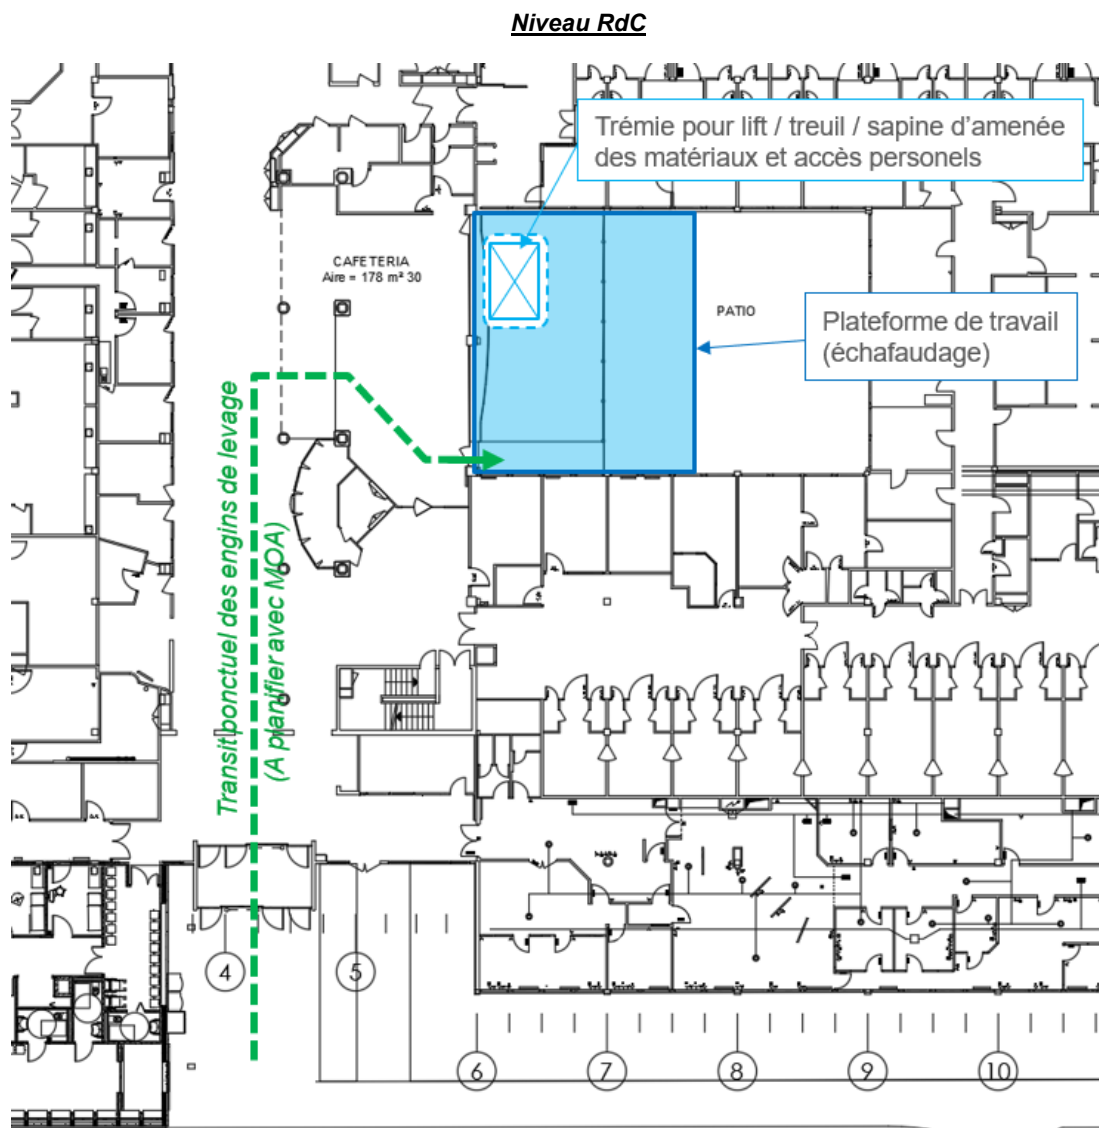 Niveau RdC
Trémie pour lift / treuil / sapine d’amenée
des matériaux et accès personels
CAFETERIA
Aire = 178 m² 30
PATIO
Plateforme de travail
(échafaudage)
Transit ponctuel des engins de levage
(A planifier avec MOA)
4
5
6
7
8
9
10